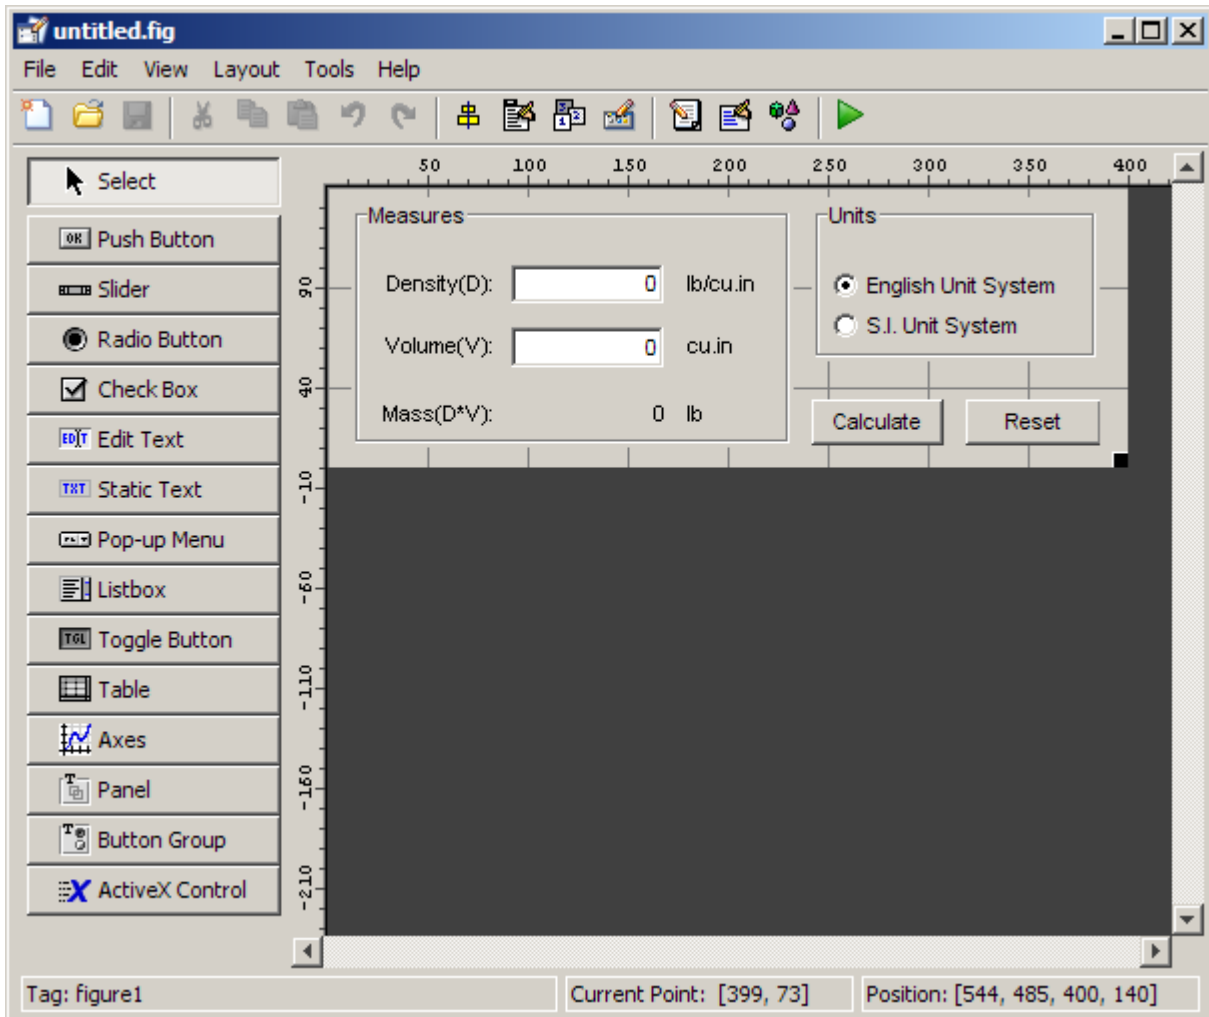 untitled.fig
File Edit View Layout Tools Help
Select
Push Button
Slider
Radio Button
Check Box
Edit Text
Static Text
Pop-up Menu
Listbox
Toggle Button
Table
Axes
Panel
Button Group
ActiveX Control
50 100 150 200 250 300 350 400
90
40
-10
-60
-110
-160
-210
Measures
Density(D): 0 lb/cu.in
Volume(V): 0 cu.in
Mass(D*V): 0 lb
Units
English Unit System
S.I. Unit System
Calculate Reset
Tag: figure1 Current Point: [399, 73] Position: [544, 485, 400, 140]